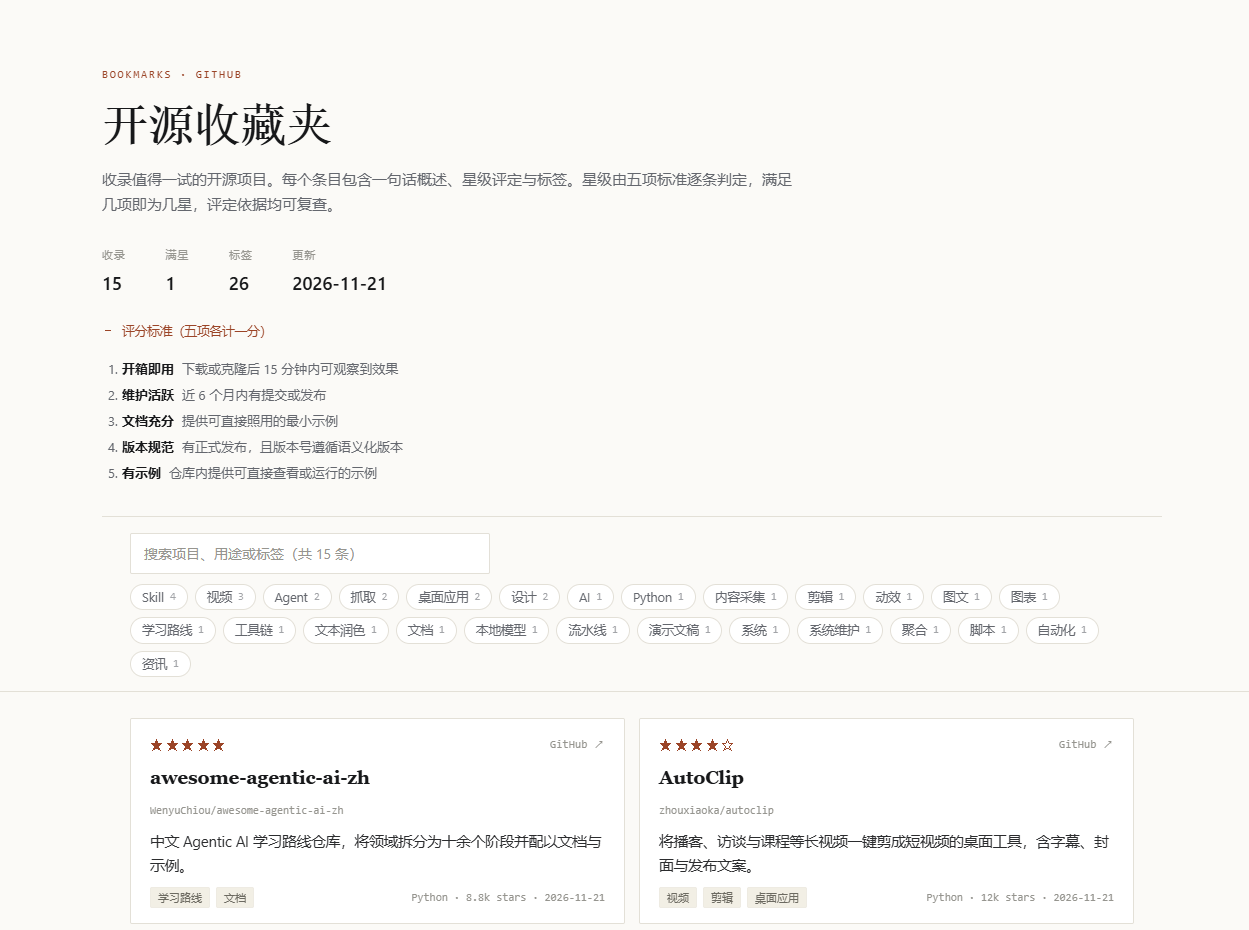 BOOKMARKS · GITHUB
开源收藏夹
收录值得一试的开源项目。每个条目包含一句话概述、星级评定与标签。星级由五项标准逐条判定，满足
几项即为几星，评定依据均可复查。
收录 满星 标签 更新
15 1 26 2026-11-21
− 评分标准（五项各计一分）
1. 开箱即用 下载或克隆后 15 分钟内可观察到效果
2. 维护活跃 近 6 个月内有提交或发布
3. 文档充分 提供可直接照用的最小示例
4. 版本规范 有正式发布，且版本号遵循语义化版本
5. 有示例 仓库内提供可直接查看或运行的示例
搜索项目、用途或标签（共 15 条）
Skill 4 视频 3 Agent 2 抓取 2 桌面应用 2 设计 2 AI 1 Python 1 内容采集 1 剪辑 1 动效 1 图文 1 图表 1
学习路线 1 工具链 1 文本润色 1 文档 1 本地模型 1 流水线 1 演示文稿 1 系统 1 系统维护 1 聚合 1 脚本 1 自动化 1
资讯 1
★★★★★ GitHub ↗
awesome-agentic-ai-zh
WenyuChiou/awesome-agentic-ai-zh
中文 Agentic AI 学习路线仓库，将领域拆分为十余个阶段并配以文档与
示例。
学习路线 文档 Python · 8.8k stars · 2026-11-21
★★★★☆ GitHub ↗
AutoClip
zhouxiaoka/autoclip
将播客、访谈与课程等长视频一键剪成短视频的桌面工具，含字幕、封
面与发布文案。
视频 剪辑 桌面应用 Python · 12k stars · 2026-11-21